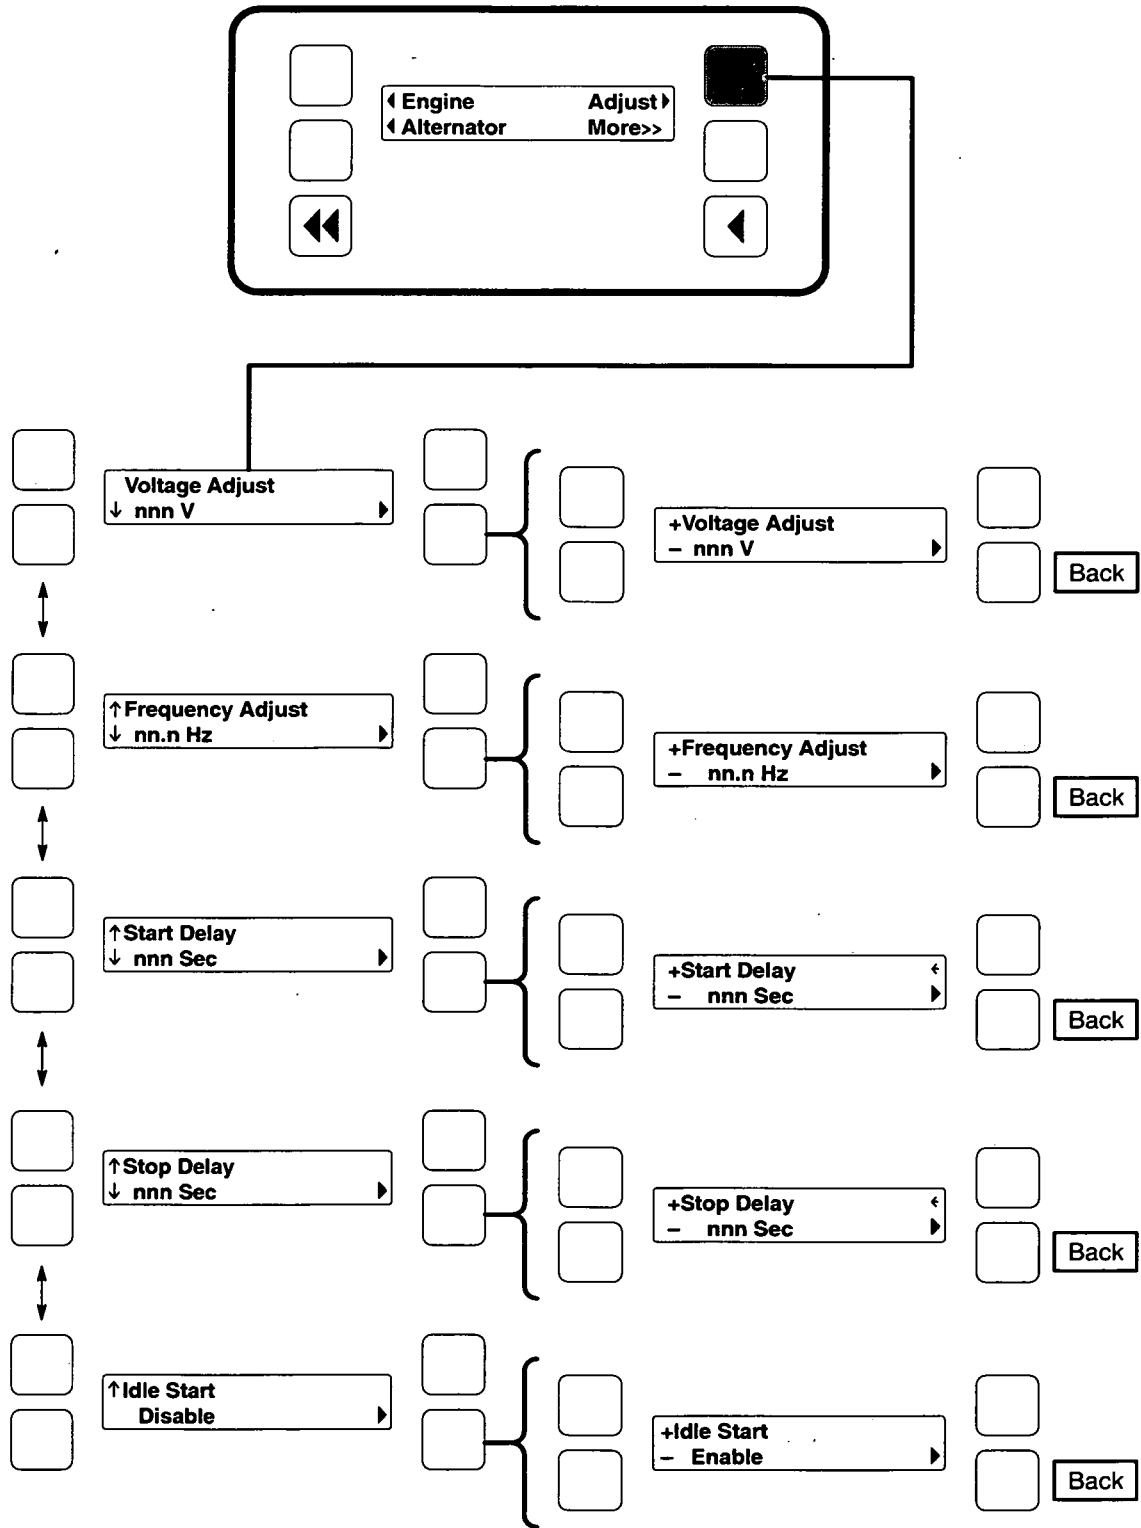 Engine Adjust
Alternator More>>
Voltage Adjust
↓ nnn V
+Voltage Adjust
– nnn V
Back
↑Frequency Adjust
↓ nn.n Hz
+Frequency Adjust
– nn.n Hz
Back
↑Start Delay
↓ nnn Sec
+Start Delay
– nnn Sec
Back
↑Stop Delay
↓ nnn Sec
+Stop Delay
– nnn Sec
Back
↑Idle Start
Disable
+Idle Start
– Enable
Back